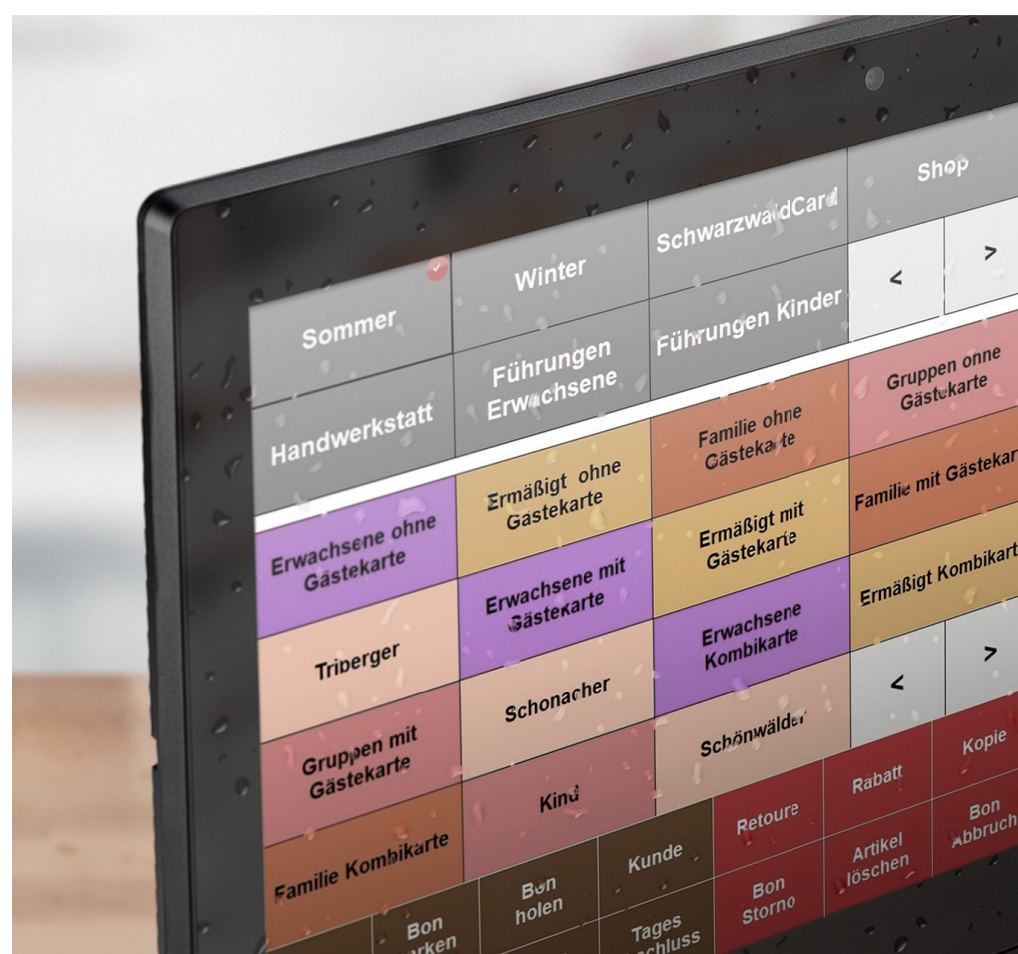 Sommer
Winter
SchwarzwaldCard
Shop
Handwerkstatt
Führungen
Erwachsene
Führungen Kinder
<
>
Erwachsene ohne
Gästekarte
Ermäßigt ohne
Gästekarte
Familie ohne
Gästekarte
Gruppen ohne
Gästekarte
Triberger
Erwachsene mit
Gästekarte
Ermäßigt mit
Gästekarte
Familie mit
Gruppen mit
Gästekarte
Schonacher
Erwachsene
Kombikarte
Ermäßigt
Familie Kombikarte
Kind
Schönwälder
<
>
Bon
Bon
holen
Kunde
Retoure
Rabatt
Kopie
Tages
Bon
Storno
Artikel
löschen
Bon
Abbruch